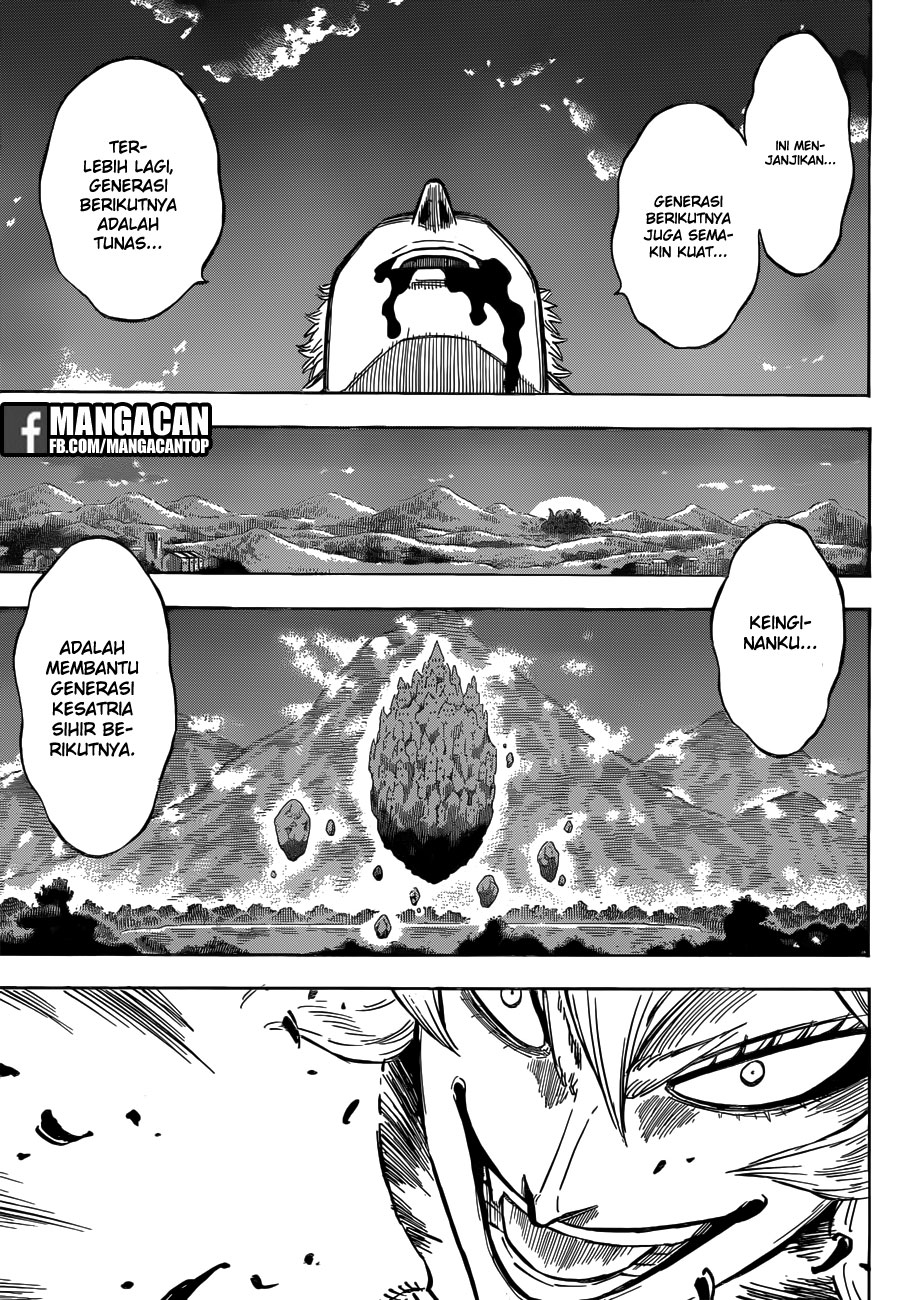 INI MEN-
JANJIKAN...
GENERASI
BERIKUTNYA
JUGA SEMA-
KIN KUAT...
TER-
LEBIH LAGI,
GENERASI
BERIKUTNYA
ADALAH
TUNAS...
MANGACAN
FB.COM/MANGACANTOP
KEINGI-
NANKU...
ADALAH
MEMBANTU
GENERASI
KESATRIA
SIHIR BE-
RIKUTNYA.